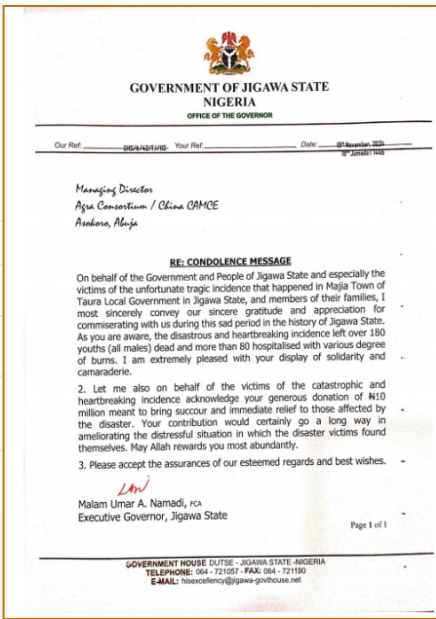 GOVERNMENT OF JIGAWA STATE
NIGERIA
OFFICE OF THE GOVERNOR
Our Ref: Your Ref: Date: 18th November, 2024
1446
Managing Director
Agra Consortium / China CAMCE
Asokoro, Abuja
RE: CONDOLENCE MESSAGE
On behalf of the Government and People of Jigawa State and especially the
victims of the unfortunate tragic incidence that happened in Majia Town of
Taura Local Government in Jigawa State, and members of their families, I
most sincerely convey our sincere gratitude and appreciation for
commiserating with us during this sad period in the history of Jigawa State.
As you are aware, the disastrous and heartbreaking incidence left over 180
youths (all males) dead and more than 80 hospitalised with various degree
of burns. I am extremely pleased with your display of solidarity and
camaraderie.
2. Let me also on behalf of the victims of the catastrophic and
heartbreaking incidence acknowledge your generous donation of ₦10
million meant to bring succour and immediate relief to those affected by
the disaster. Your contribution would certainly go a long way in
ameliorating the distressful situation in which the disaster victims found
themselves. May Allah rewards you most abundantly.
3. Please accept the assurances of our esteemed regards and best wishes.
Malam Umar A. Namadi, FCA
Executive Governor, Jigawa State
Page 1 of 1
GOVERNMENT HOUSE DUTSE - JIGAWA STATE -NIGERIA
TELEPHONE: 064 - 721057 - FAX: 064 - 721190
E-MAIL: hisexcellency@jigawa-govthouse.net